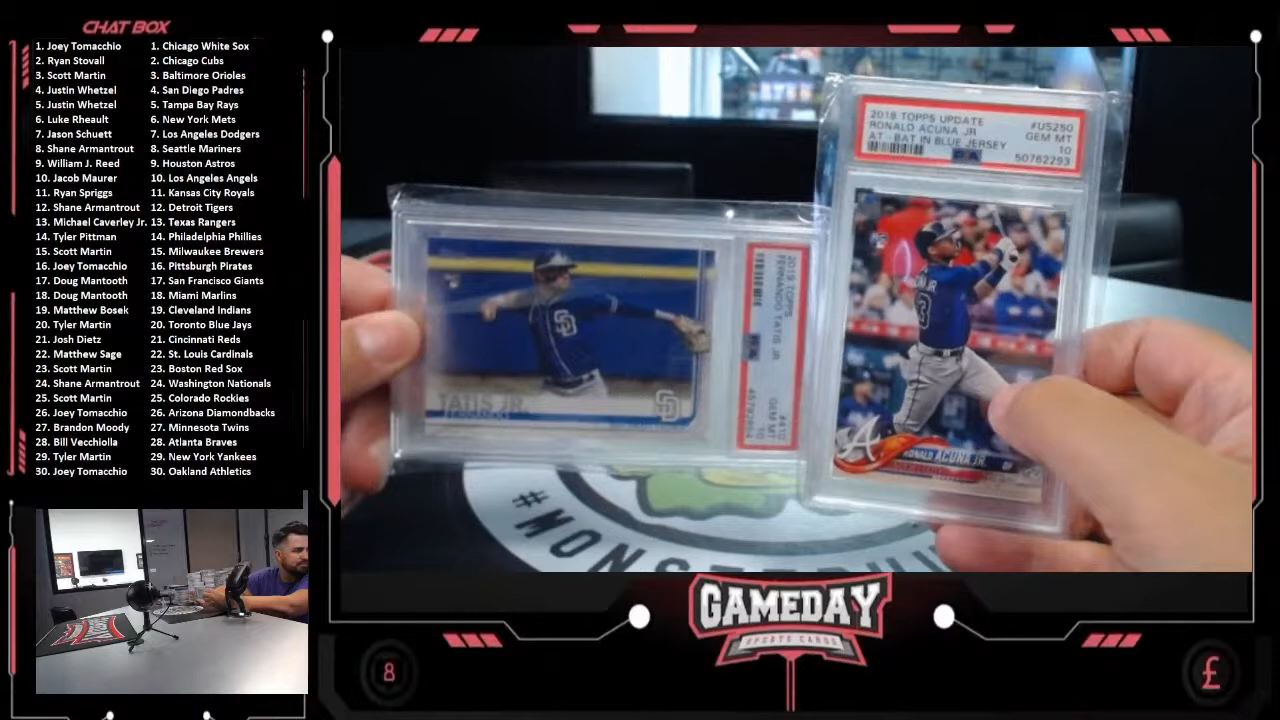 CHAT BOX
1. Joey Tomacchio 1. Chicago White Sox
2. Ryan Stovall 2. Chicago Cubs
3. Scott Martin 3. Baltimore Orioles
4. Justin Whetzel 4. San Diego Padres
5. Justin Whetzel 5. Tampa Bay Rays
6. Luke Rheault 6. New York Mets
7. Jason Schuett 7. Los Angeles Dodgers
8. Shane Armantrout 8. Seattle Mariners
9. William J. Reed 9. Houston Astros
10. Jacob Maurer 10. Los Angeles Angels
11. Ryan Spriggs 11. Kansas City Royals
12. Shane Armantrout 12. Detroit Tigers
13. Michael Caverley Jr. 13. Texas Rangers
14. Tyler Pittman 14. Philadelphia Phillies
15. Scott Martin 15. Milwaukee Brewers
16. Joey Tomacchio 16. Pittsburgh Pirates
17. Doug Mantooth 17. San Francisco Giants
18. Doug Mantooth 18. Miami Marlins
19. Matthew Bosek 19. Cleveland Indians
20. Tyler Martin 20. Toronto Blue Jays
21. Josh Dietz 21. Cincinnati Reds
22. Matthew Sage 22. St. Louis Cardinals
23. Scott Martin 23. Boston Red Sox
24. Shane Armantrout 24. Washington Nationals
25. Scott Martin 25. Colorado Rockies
26. Joey Tomacchio 26. Arizona Diamondbacks
27. Brandon Moody 27. Minnesota Twins
28. Bill Vecchiolla 28. Atlanta Braves
29. Tyler Martin 29. New York Yankees
30. Joey Tomacchio 30. Oakland Athletics
2018 TOPPS UPDATE #US250
RONALD ACUNA JR GEM MT
AT - BAT IN BLUE JERSEY 10
50762293
RONALD ACUNA JR. OF
2019 TOPPS #410
FERNANDO TATIS JR GEM MT
10
SD
TATIS JR
FERNANDO
#MONST
GAMEDAY
SPORTS CARDS
8
£